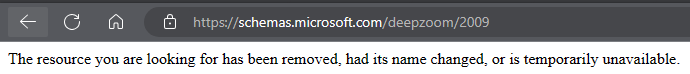 https://schemas.microsoft.com/deepzoom/2009
The resource you are looking for has been removed, had its name changed, or is temporarily unavailable.